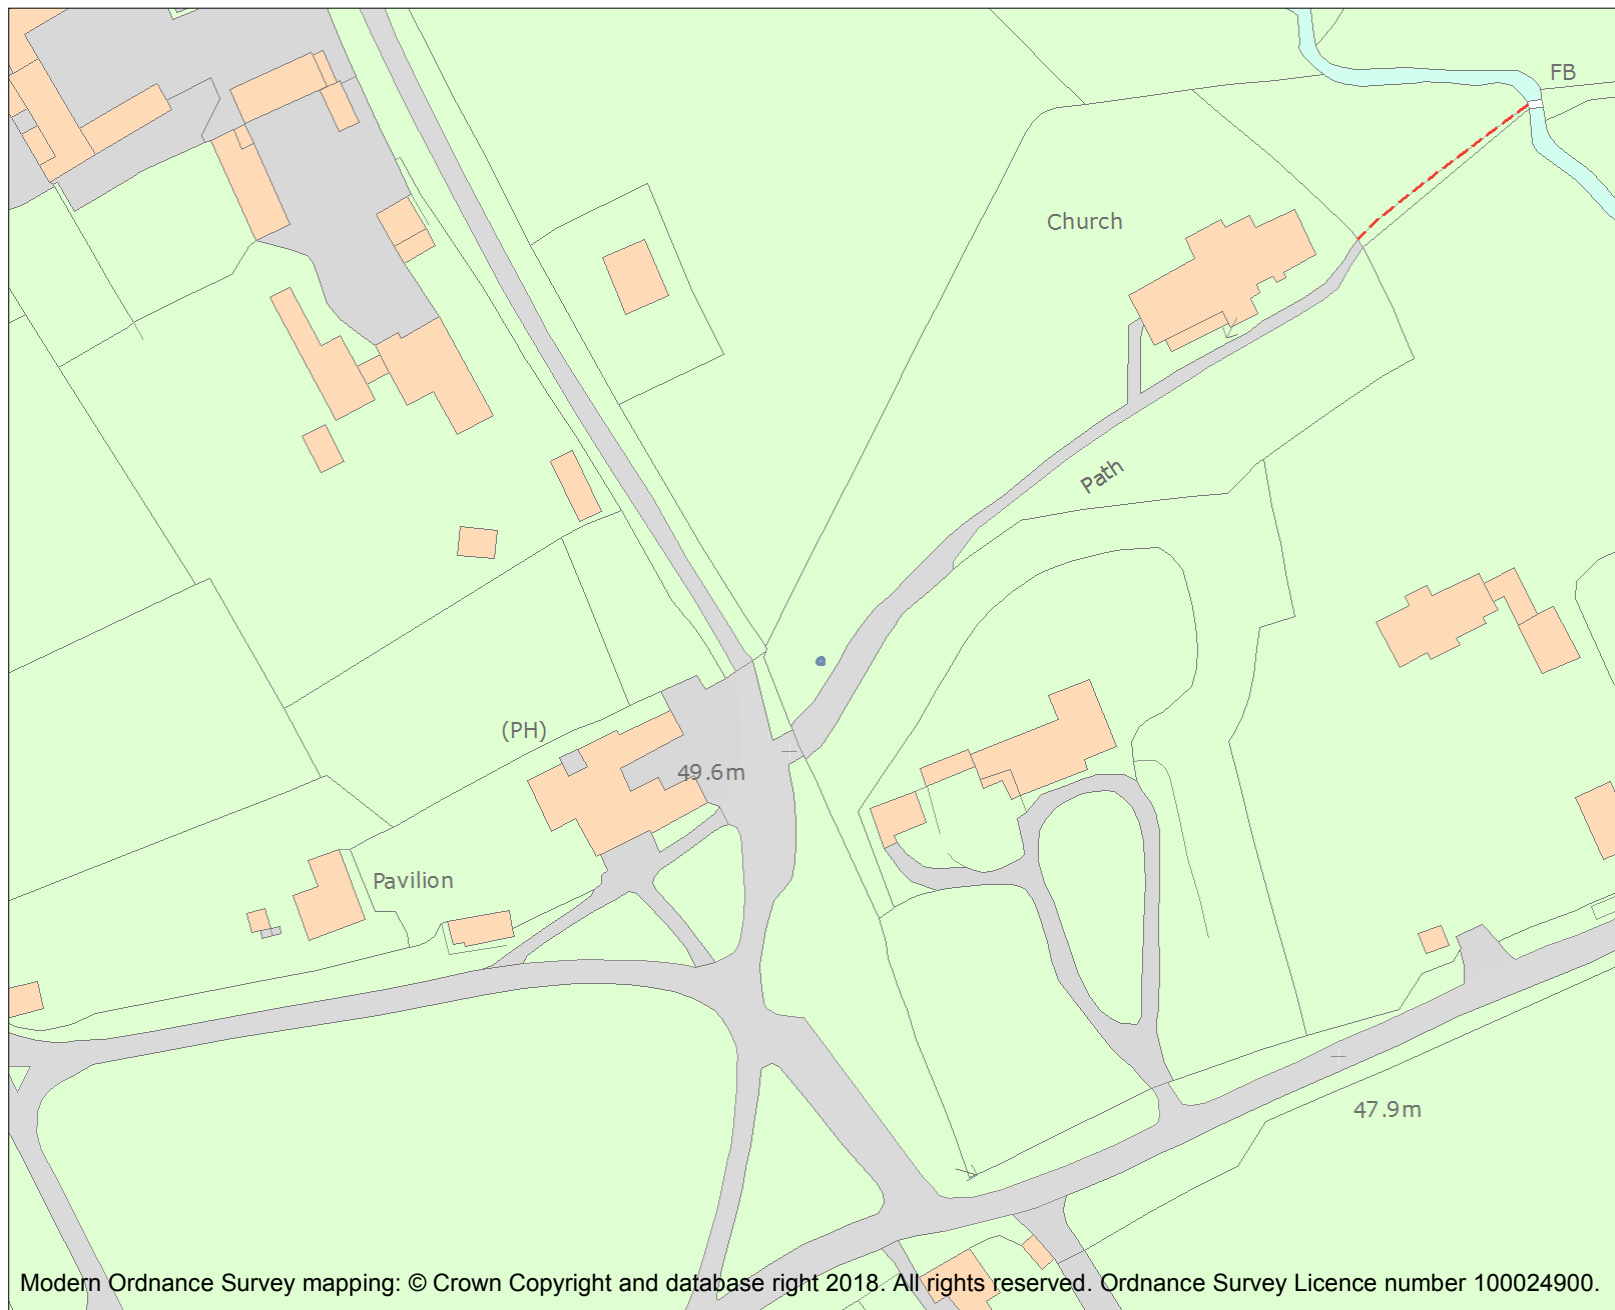 FB
Church
Path
(PH)
49.6m
Pavilion
47.9m
Modern Ordnance Survey mapping: © Crown Copyright and database right 2018. All rights reserved. Ordnance Survey Licence number 100024900.